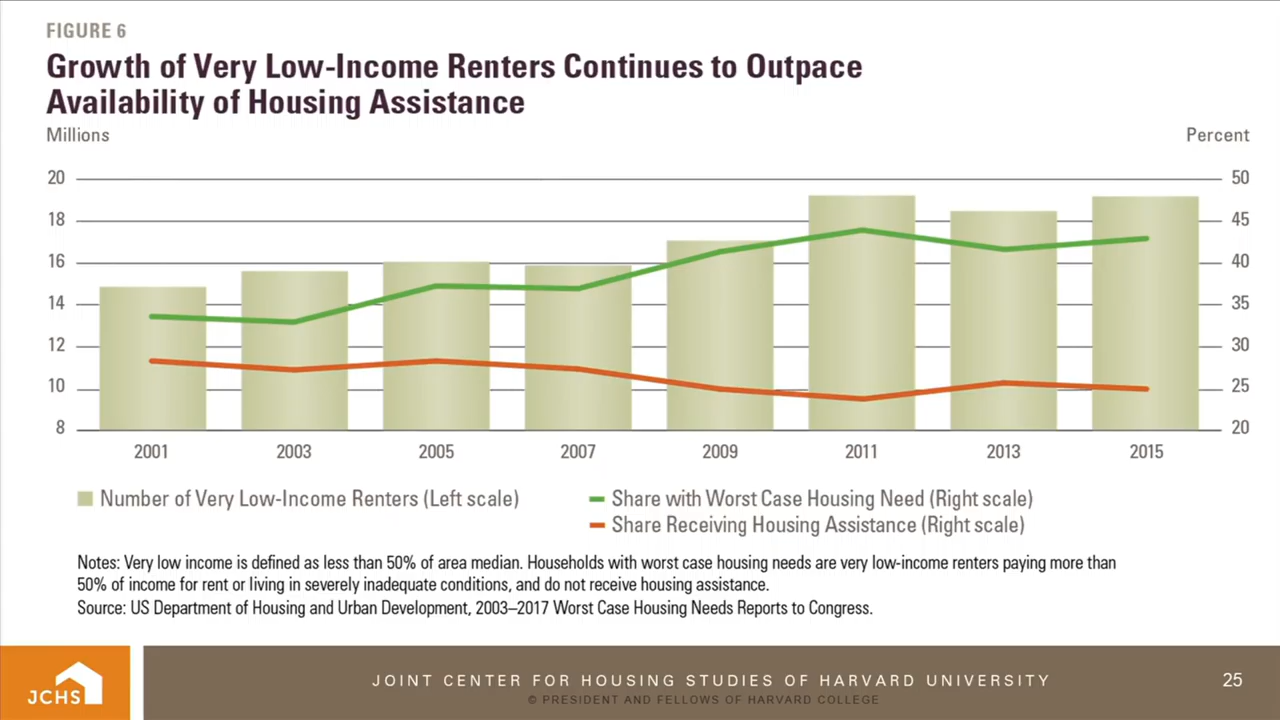 FIGURE 6
Growth of Very Low-Income Renters Continues to Outpace
Availability of Housing Assistance
Millions
Percent
20
50
18
45
16
40
14
35
12
30
10
25
8
20
2001
2003
2005
2007
2009
2011
2013
2015
Number of Very Low-Income Renters (Left scale)
Share with Worst Case Housing Need (Right scale)
Share Receiving Housing Assistance (Right scale)
Notes: Very low income is defined as less than 50% of area median. Households with worst case housing needs are very low-income renters paying more than
50% of income for rent or living in severely inadequate conditions, and do not receive housing assistance.
Source: US Department of Housing and Urban Development, 2003–2017 Worst Case Housing Needs Reports to Congress.
JCHS
JOINT CENTER FOR HOUSING STUDIES OF HARVARD UNIVERSITY
© PRESIDENT AND FELLOWS OF HARVARD COLLEGE
25